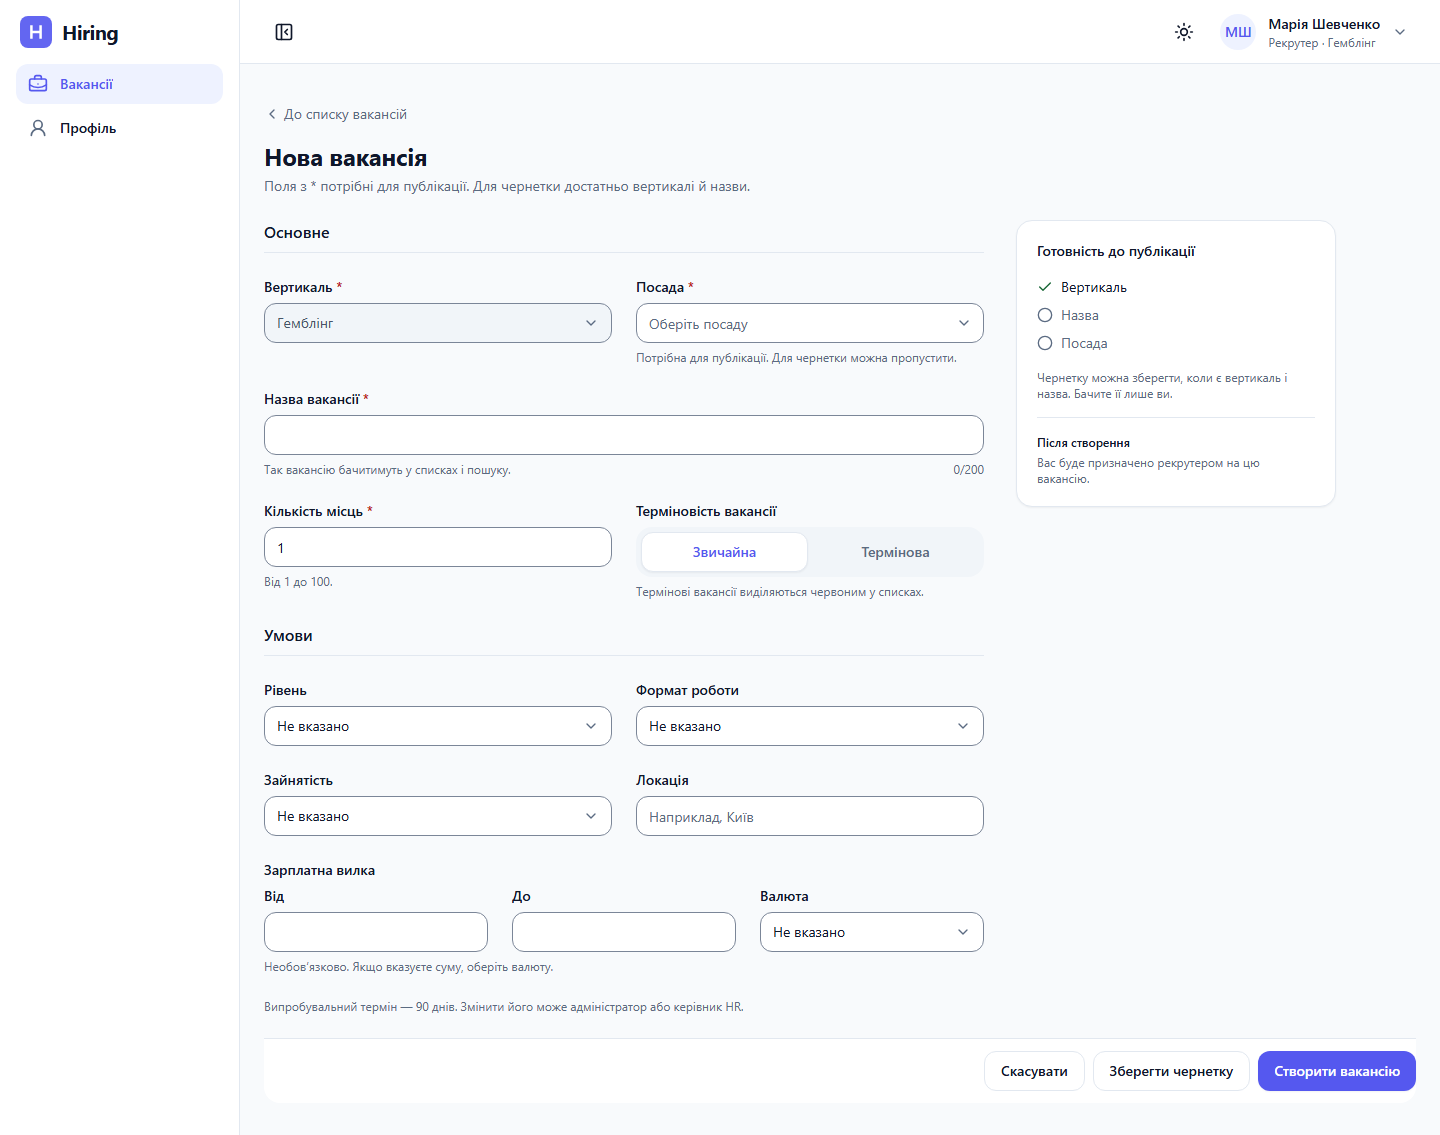 H Hiring
Вакансії
Профіль
МШ
Марія Шевченко
Рекрутер · Гемблінг
До списку вакансій
Нова вакансія
Поля з * потрібні для публікації. Для чернетки достатньо вертикалі й назви.
Основне
Вертикаль *
Гемблінг
Посада *
Оберіть посаду
Потрібна для публікації. Для чернетки можна пропустити.
Назва вакансії *
Так вакансію бачитимуть у списках і пошуку.
0/200
Кількість місць *
1
Від 1 до 100.
Терміновість вакансії
Звичайна
Термінова
Термінові вакансії виділяються червоним у списках.
Умови
Рівень
Не вказано
Формат роботи
Не вказано
Зайнятість
Не вказано
Локація
Наприклад, Київ
Зарплатна вилка
Від
До
Валюта
Не вказано
Необов’язково. Якщо вказуєте суму, оберіть валюту.
Випробувальний термін — 90 днів. Змінити його може адміністратор або керівник HR.
Готовність до публікації
Вертикаль
Назва
Посада
Чернетку можна зберегти, коли є вертикаль і
назва. Бачите її лише ви.
Після створення
Вас буде призначено рекрутером на цю
вакансію.
Скасувати
Зберегти чернетку
Створити вакансію